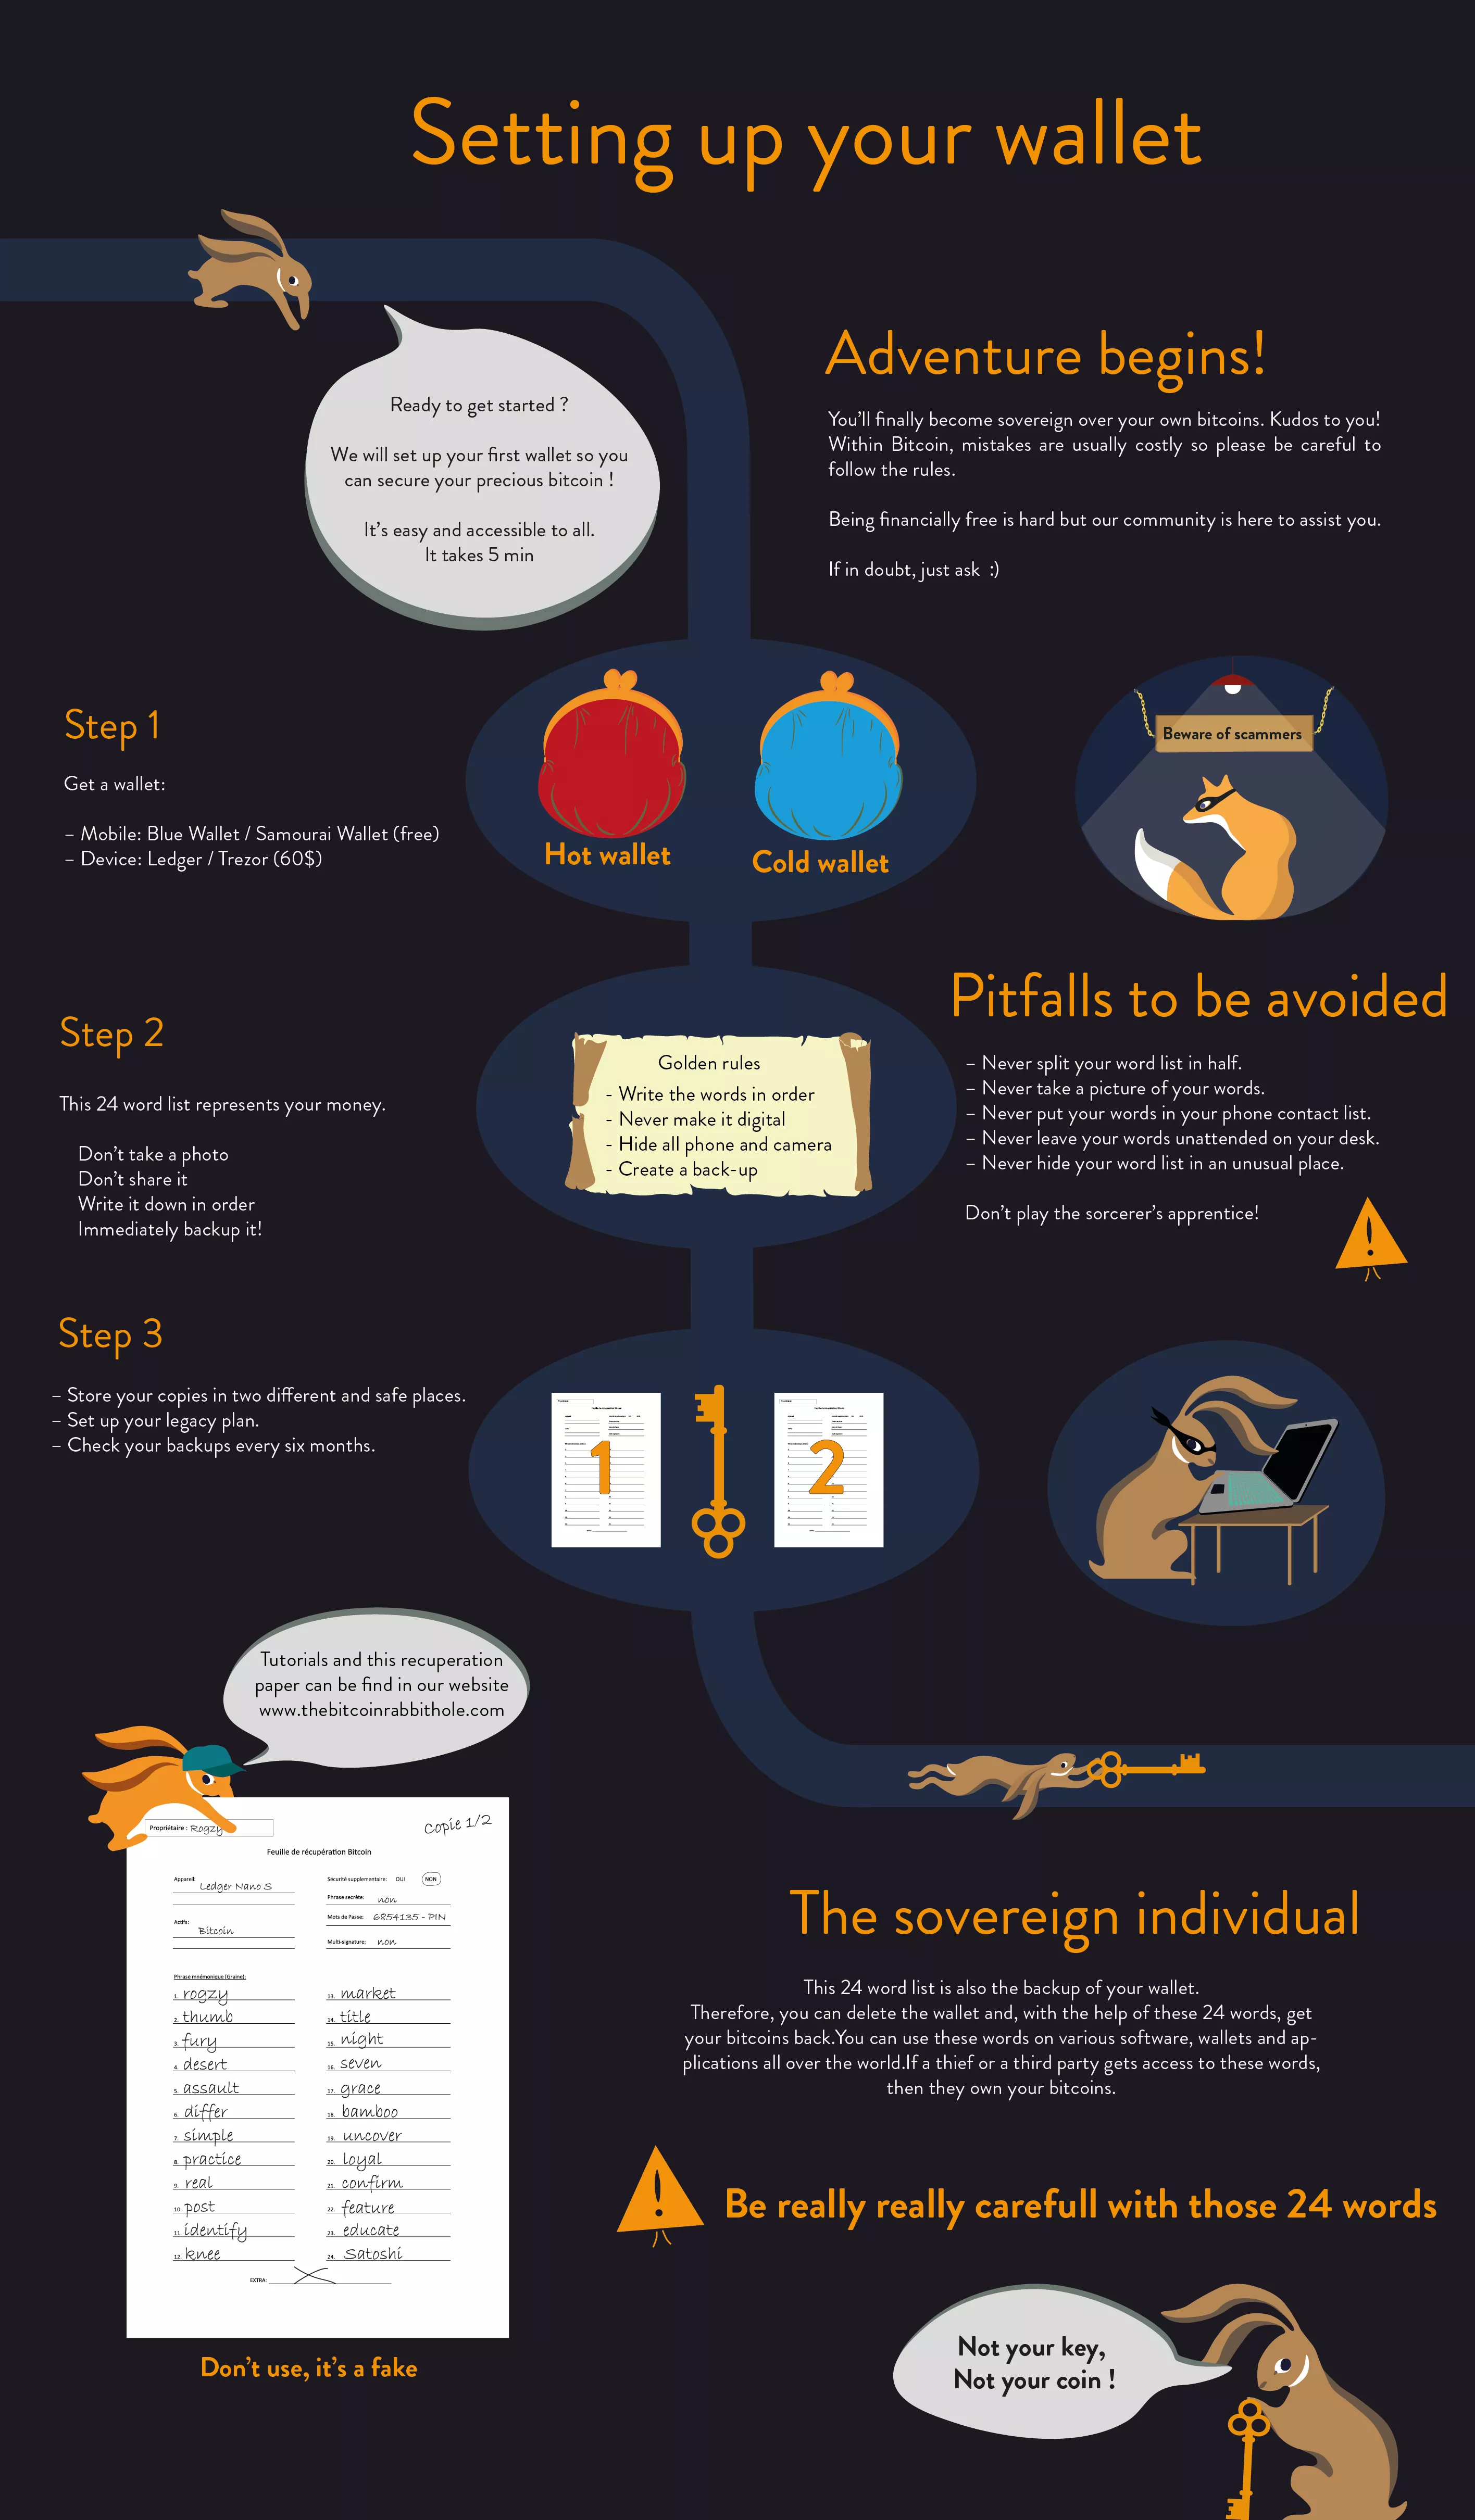 Setting up your wallet
Ready to get started ?
We will set up your first wallet so you
can secure your precious bitcoin !
It's easy and accessible to all.
It takes 5 min
Adventure begins!
You'll finally become sovereign over your own bitcoins. Kudos to you!
Within Bitcoin, mistakes are usually costly so please be careful to
follow the rules.
Being financially free is hard but our community is here to assist you.
If in doubt, just ask :)
Step 1
Get a wallet:
– Mobile: Blue Wallet / Samourai Wallet (free)
– Device: Ledger / Trezor (60$)
Hot wallet
Cold wallet
Beware of scammers
Step 2
This 24 word list represents your money.
Don't take a photo
Don't share it
Write it down in order
Immediately backup it!
Golden rules
- Write the words in order
- Never make it digital
- Hide all phone and camera
- Create a back-up
Pitfalls to be avoided
– Never split your word list in half.
– Never take a picture of your words.
– Never put your words in your phone contact list.
– Never leave your words unattended on your desk.
– Never hide your word list in an unusual place.
Don't play the sorcerer's apprentice!
Step 3
– Store your copies in two different and safe places.
– Set up your legacy plan.
– Check your backups every six months.
1
2
Tutorials and this recuperation
paper can be find in our website
www.thebitcoinrabbithole.com
Propriétaire : Rogzy
Copie 1/2
Feuille de récupération Bitcoin
Appareil: Ledger Nano S
Actifs: Bitcoin
Sécurité supplementaire: OUI NON
Phrase secrète: non
Mots de Passe: 6854135 - PIN
Multi-signature: non
Phrase mnémonique (Graine):
1. rogzy
2. thumb
3. fury
4. desert
5. assault
6. differ
7. simple
8. practice
9. real
10. post
11. identify
12. knee
13. market
14. title
15. night
16. seven
17. grace
18. bamboo
19. uncover
20. loyal
21. confirm
22. feature
23. educate
24. Satoshi
EXTRA:
Don't use, it's a fake
The sovereign individual
This 24 word list is also the backup of your wallet.
Therefore, you can delete the wallet and, with the help of these 24 words, get
your bitcoins back.You can use these words on various software, wallets and ap-
plications all over the world.If a thief or a third party gets access to these words,
then they own your bitcoins.
Be really really carefull with those 24 words
Not your key,
Not your coin !